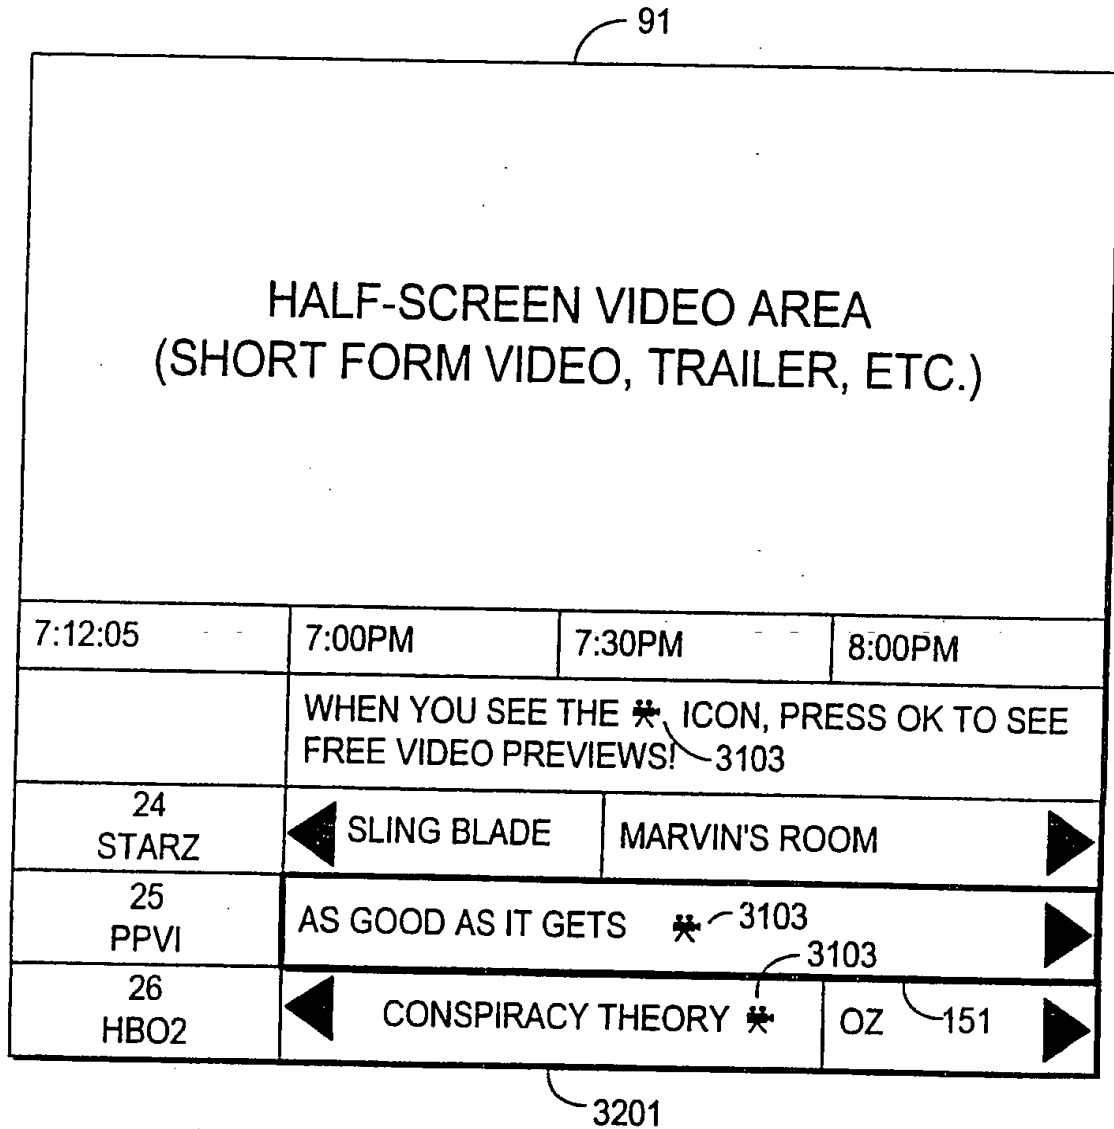 91
HALF-SCREEN VIDEO AREA
(SHORT FORM VIDEO, TRAILER, ETC.)
7:12:05 7:00PM 7:30PM 8:00PM
WHEN YOU SEE THE ICON, PRESS OK TO SEE
FREE VIDEO PREVIEWS! 3103
24
STARZ
SLING BLADE MARVIN'S ROOM
25
PPVI
AS GOOD AS IT GETS 3103
3103
26
HBO2
CONSPIRACY THEORY OZ 151
3201